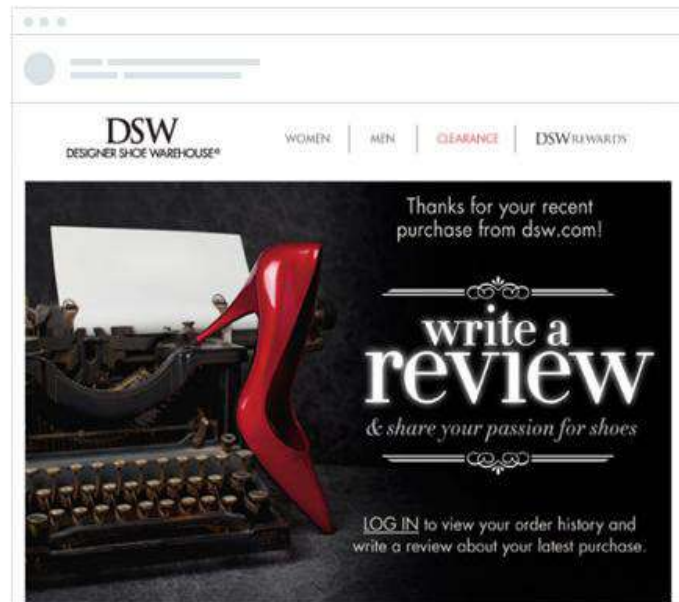 DSW
DESIGNER SHOE WAREHOUSE®
WOMEN MEN CLEARANCE DSW REWARDS
Thanks for your recent
purchase from dsw.com!
write a
review
& share your passion for shoes
LOG IN to view your order history and
write a review about your latest purchase.